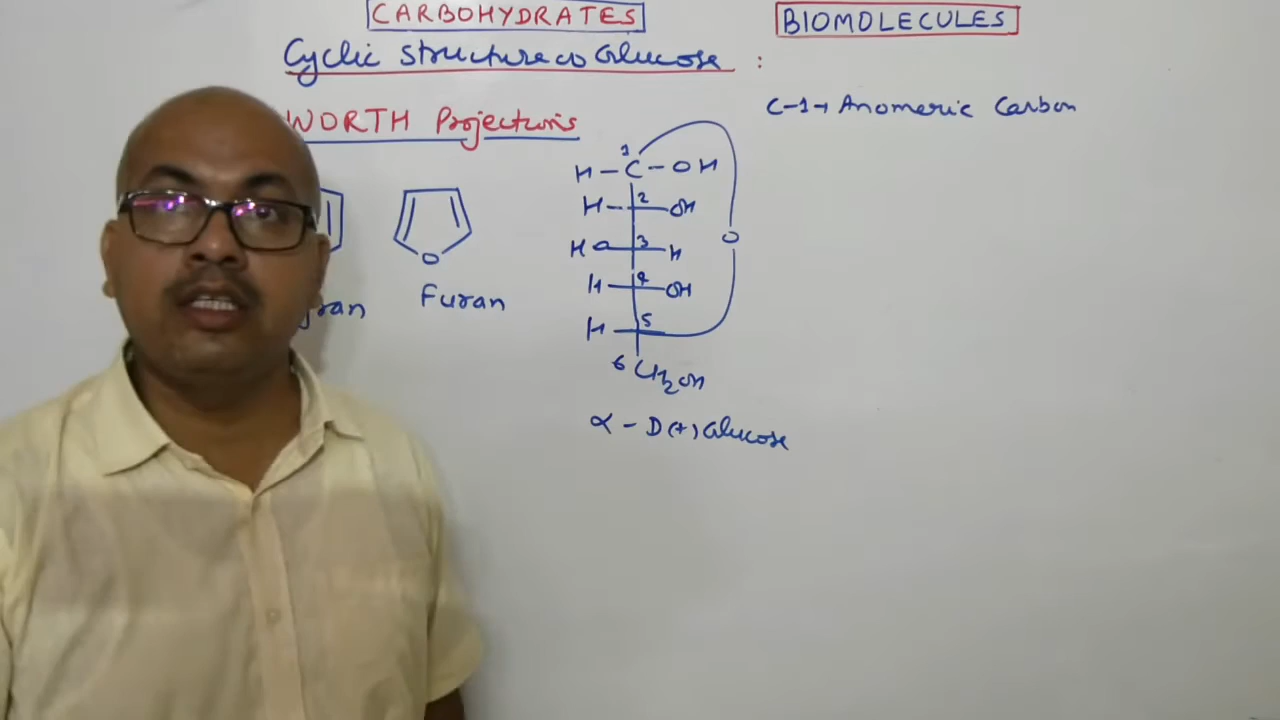 CARBOHYDRATES
BIOMOLECULES
Cyclic structure of Glucose :
WORTH Projections
C-1→ Anomeric Carbon
1
H-C-OH
H 2 OH
HO 3 H
O
H 4 OH
H 5
6 CH2OH
O
ran
Furan
α - D(+) Glucose